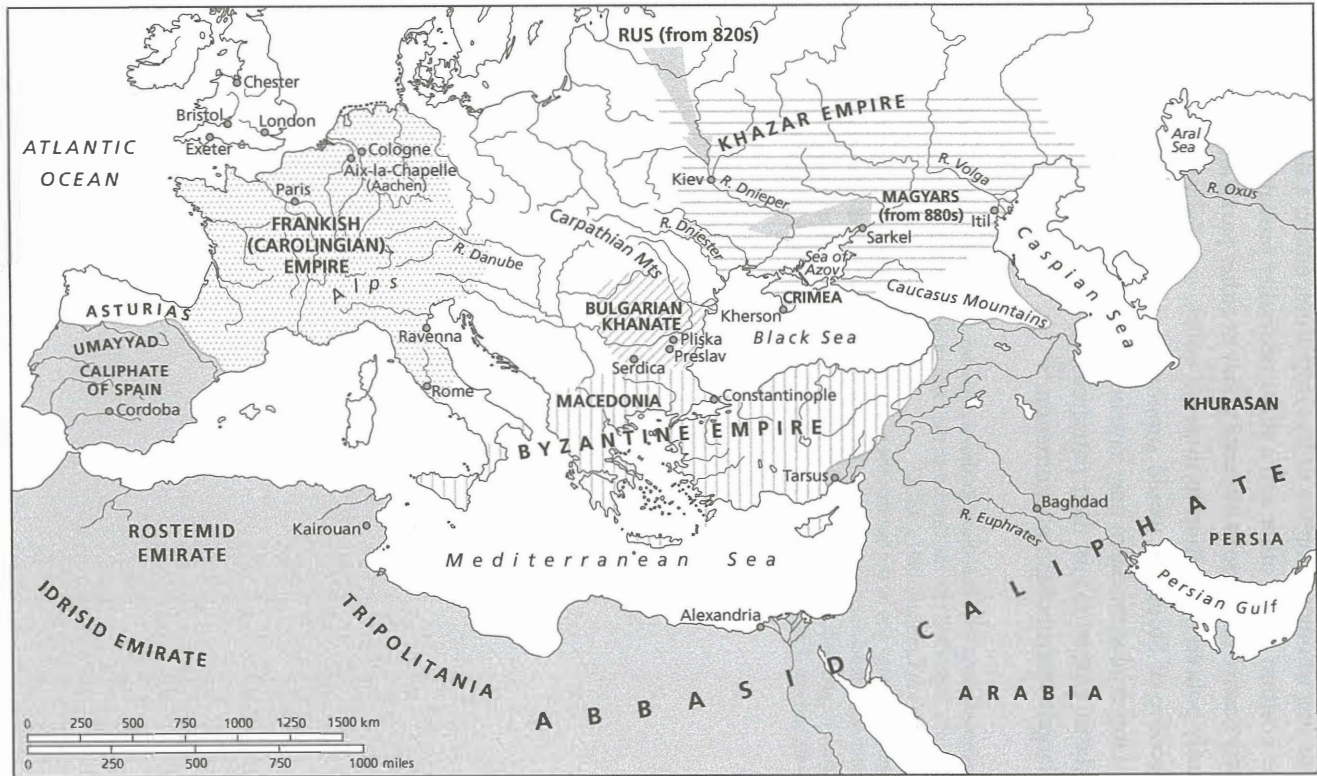 RUS (from 820s)
Chester
Bristol
London
Exeter
ATLANTIC
OCEAN
Cologne
Aix-la-Chapelle
(Aachen)
Paris
FRANKISH
(CAROLINGIAN)
EMPIRE
Alps
R. Danube
Carpathian Mts
KHAZAR EMPIRE
Kiev
R. Dnieper
R. Dniester
R. Volga
MAGYARS
(from 880s)
Itil
Sarkel
Sea of
Azov
CRIMEA
Kherson
Caucasus Mountains
Caspian Sea
Aral
Sea
R. Oxus
ASTURIAS
UMAYYAD
CALIPHATE
OF SPAIN
Cordoba
Ravenna
Rome
BULGARIAN
KHANATE
Pliska
Preslav
Serdica
Black Sea
MACEDONIA
Constantinople
BYZANTINE EMPIRE
Tarsus
KHURASAN
Baghdad
R. Euphrates
PERSIA
Persian Gulf
ROSTEMID
EMIRATE
Kairouan
Mediterranean Sea
IDRISID EMIRATE
TRIPOLITANIA
Alexandria
ABBASID CALIPHATE
ARABIA
0 250 500 750 1000 1250 1500 km
0 250 500 750 1000 miles